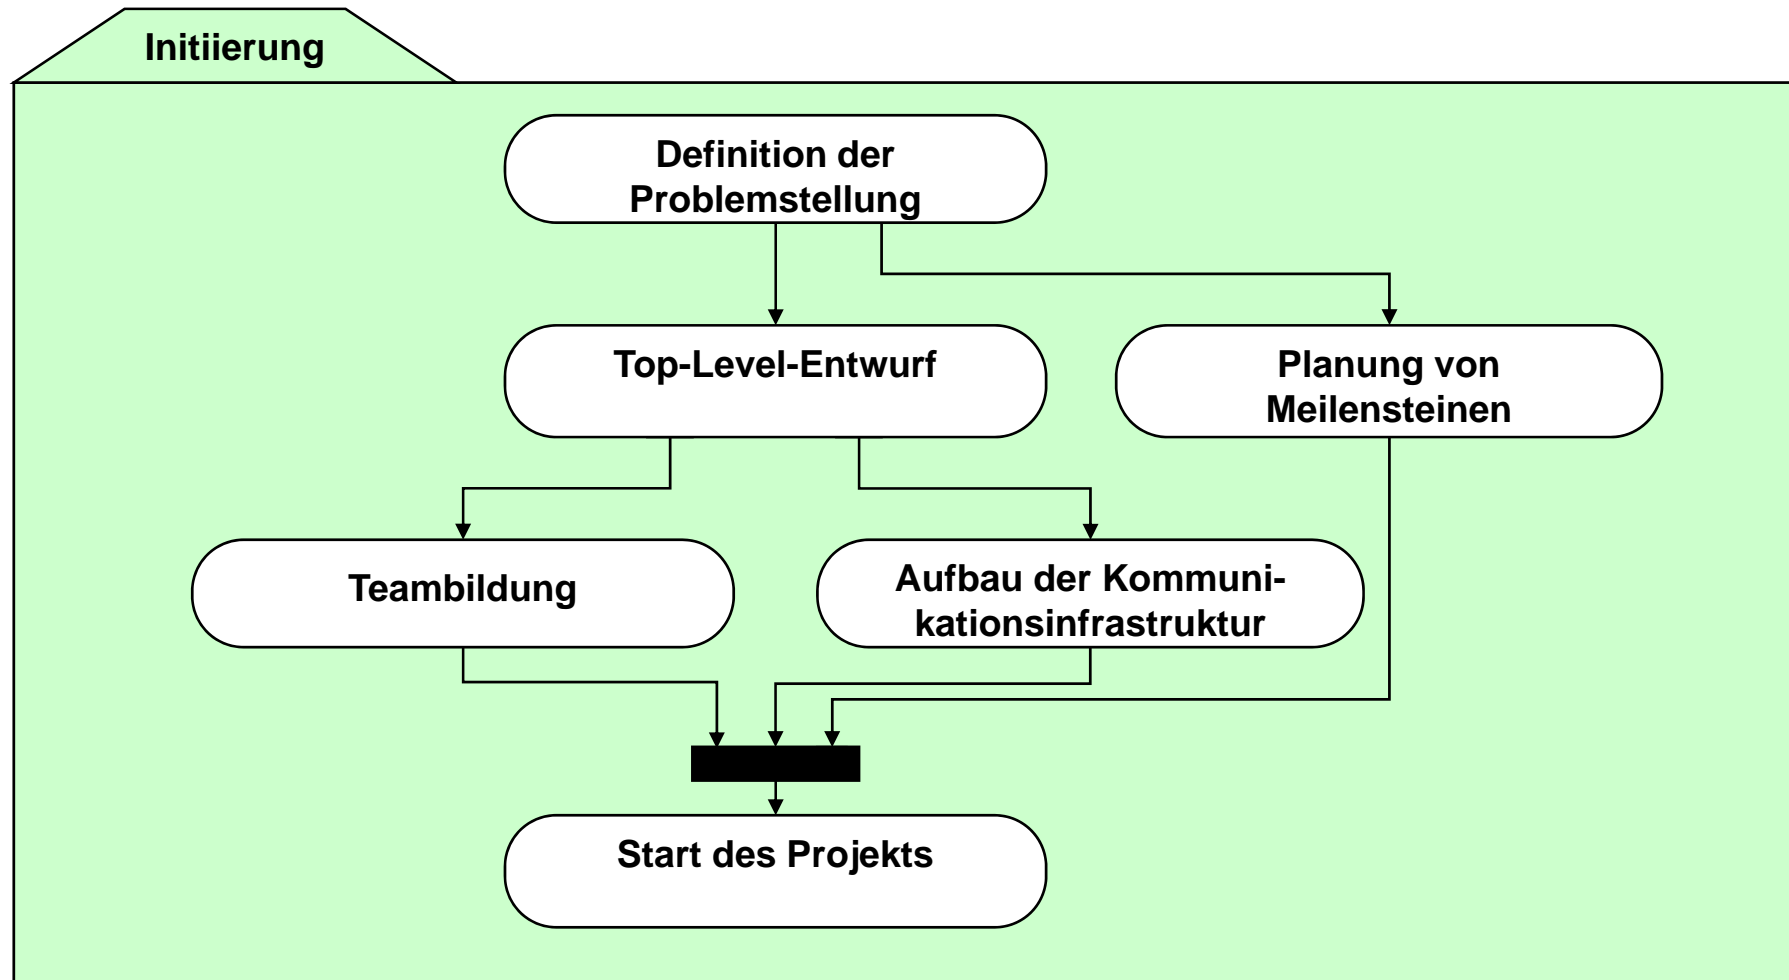 Initiierung
Definition der
Problemstellung
Top-Level-Entwurf
Planung von
Meilensteinen
Teambildung
Aufbau der Kommuni-
kationsinfrastruktur
Start des Projekts